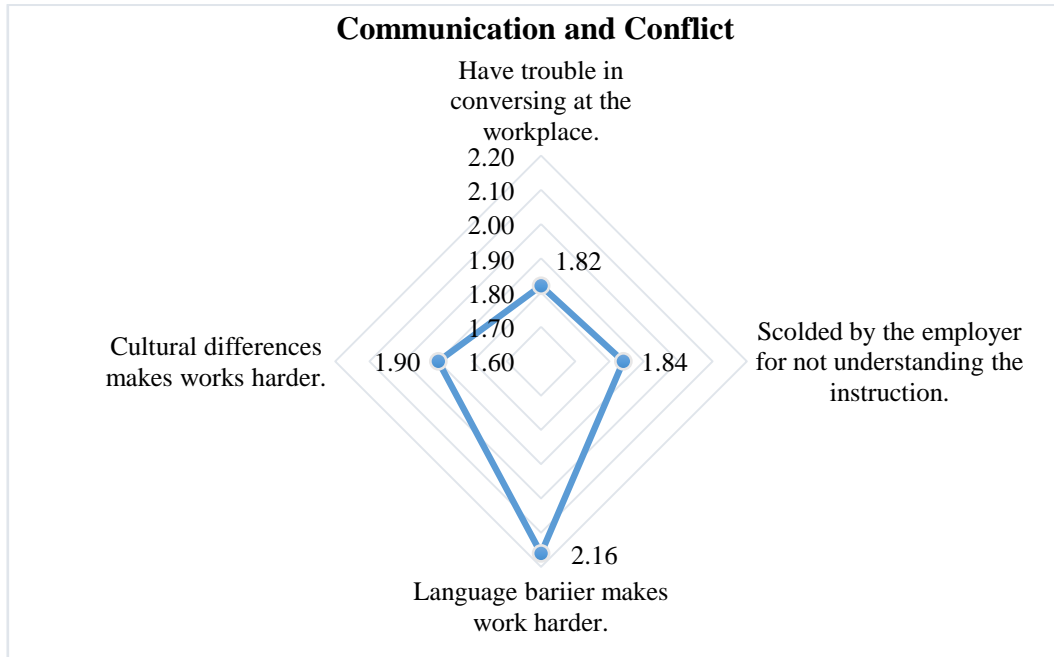 Communication and Conflict
Have trouble in
conversing at the
workplace.
2.20
2.10
2.00
1.90
1.80
1.70
1.60
1.82
Scolded by the employer
for not understanding the
instruction.
1.84
Cultural differences
makes works harder.
1.90
2.16
Language bariier makes
work harder.